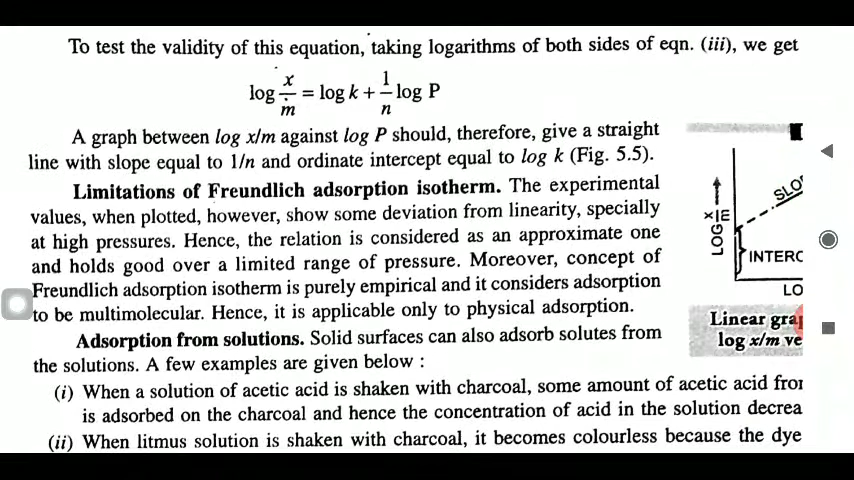 To test the validity of this equation, taking logarithms of both sides of eqn. (iii), we get
log x/m = log k + 1/n log P
A graph between log x/m against log P should, therefore, give a straight
line with slope equal to 1/n and ordinate intercept equal to log k (Fig. 5.5).
Limitations of Freundlich adsorption isotherm. The experimental
values, when plotted, however, show some deviation from linearity, specially
at high pressures. Hence, the relation is considered as an approximate one
and holds good over a limited range of pressure. Moreover, concept of
Freundlich adsorption isotherm is purely empirical and it considers adsorption
to be multimolecular. Hence, it is applicable only to physical adsorption.
Adsorption from solutions. Solid surfaces can also adsorb solutes from
the solutions. A few examples are given below :
(i) When a solution of acetic acid is shaken with charcoal, some amount of acetic acid
is adsorbed on the charcoal and hence the concentration of acid in the solution
(ii) When litmus solution is shaken with charcoal, it becomes colourless because the dye
LOG x/m
Linear
log x/m